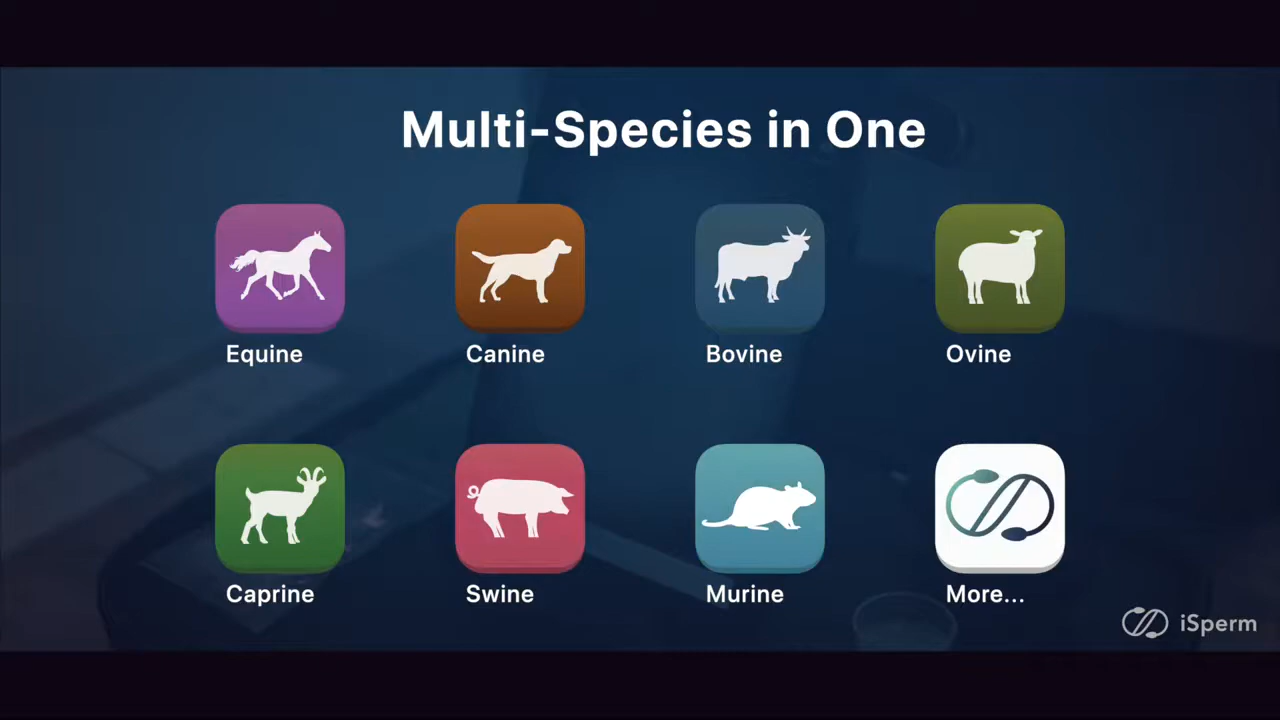 Multi-Species in One
Equine
Canine
Bovine
Ovine
Caprine
Swine
Murine
More...
iSperm